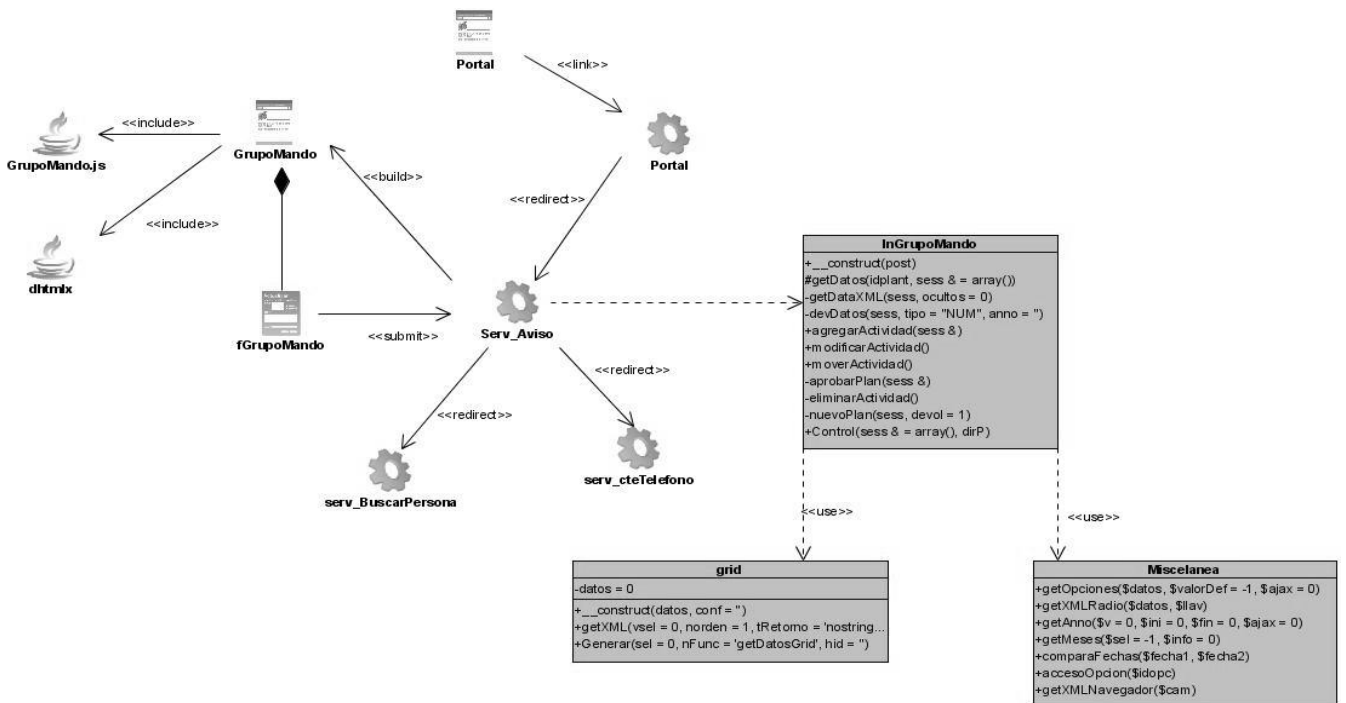 Portal
<<link>>
<<include>>
GrupoMando.js
GrupoMando
Portal
<<build>>
<<redirect>>
<<include>>
dhtmlx
fGrupoMando
<<submit>>
Serv_Aviso
<<redirect>>
<<redirect>>
serv_BuscarPersona
serv_cteTelefono
InGrupoMando
+__construct(post)
#getDatos(idplant, sess & = array())
-getDataXML(sess, ocultos = 0)
-devDatos(sess, tipo = "NUM", anno = '')
+agregarActividad(sess &)
+modificarActividad()
+moverActividad()
-aprobarPlan(sess &)
-eliminarActividad()
-nuevoPlan(sess, devol = 1)
+Control(sess & = array(), dirP)
<<use>>
<<use>>
grid
-datos = 0
+__construct(datos, conf = '')
+getXML(vsel = 0, norden = 1, tRetorno = 'nostring...
+Generar(sel = 0, nFunc = 'getDatosGrid', hid = '')
Miscelanea
+getOpciones($datos, $valorDef = -1, $ajax = 0)
+getXMLRadio($datos, $llav)
+getAnno($v = 0, $ini = 0, $fin = 0, $ajax = 0)
+getMeses($sel = -1, $info = 0)
+comparaFechas($fecha1, $fecha2)
+accesoOpcion($idopc)
+getXMLNavegador($cam)